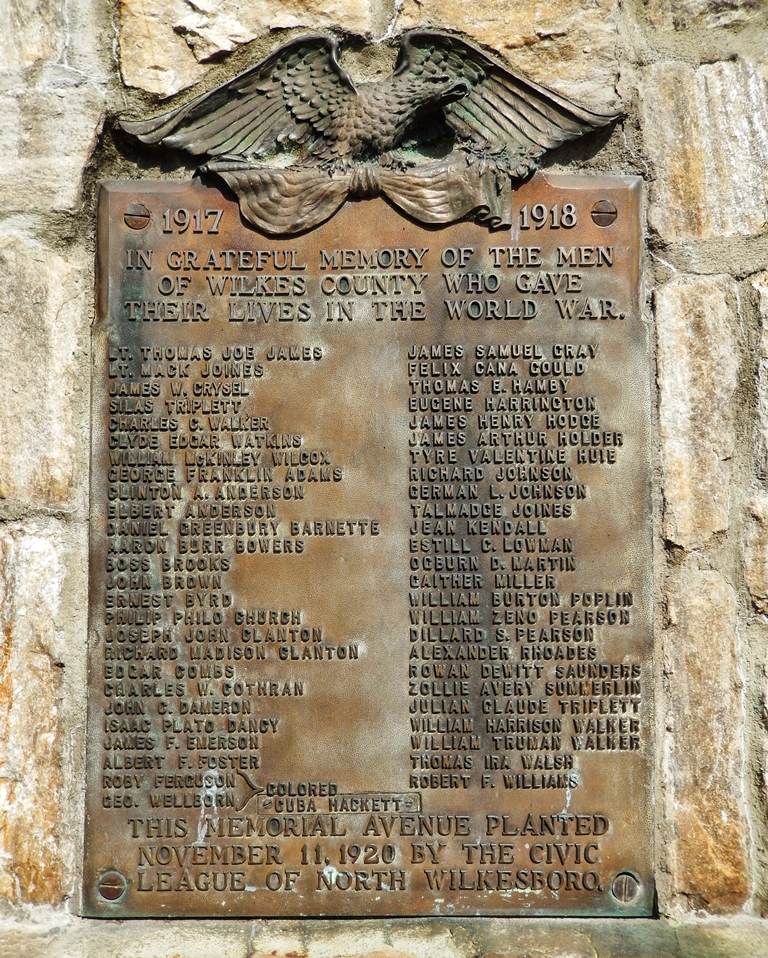 1917 1918
IN GRATEFUL MEMORY OF THE MEN
OF WILKES COUNTY WHO GAVE
THEIR LIVES IN THE WORLD WAR.
LT. THOMAS JOE JAMES
LT. MACK JOINES
JAMES W. CRYSEL
SILAS TRIPLETT
CHARLES C. WALKER
CLYDE EDGAR WATKINS
WILLIAM McKINLEY WILCOX
GEORGE FRANKLIN ADAMS
CLINTON A. ANDERSON
ELBERT ANDERSON
DANIEL GREENBURY BARNETTE
AARON BURR BOWERS
BOSS BROOKS
JOHN BROWN
ERNEST BYRD
PHILIP PHILO CHURCH
JOSEPH JOHN CLANTON
RICHARD MADISON CLANTON
EDGAR COMBS
CHARLES W. COTHRAN
JOHN C. DAMERON
ISAAC PLATO DANCY
JAMES F. EMERSON
ALBERT F. FOSTER
ROBY FERGUSON
GEO. WELLBORN
COLORED
CUBA HACKETT
JAMES SAMUEL GRAY
FELIX CANA GOULD
THOMAS E. HAMBY
EUGENE HARRINGTON
JAMES HENRY HODGE
JAMES ARTHUR HOLDER
TYRE VALENTINE HUIE
RICHARD JOHNSON
GERMAN L. JOHNSON
TALMADGE JOINES
JEAN KENDALL
ESTILL C. LOWMAN
OGBURN D. MARTIN
GAITHER MILLER
WILLIAM BURTON POPLIN
WILLIAM ZENO PEARSON
DILLARD S. PEARSON
ALEXANDER RHOADES
ROWAN DEWITT SAUNDERS
ZOLLIE AVERY SUMMERLIN
JULIAN CLAUDE TRIPLETT
WILLIAM HARRISON WALKER
WILLIAM TRUMAN WALKER
THOMAS IRA WALSH
ROBERT F. WILLIAMS
THIS MEMORIAL AVENUE PLANTED
NOVEMBER 11, 1920 BY THE CIVIC
LEAGUE OF NORTH WILKESBORO.